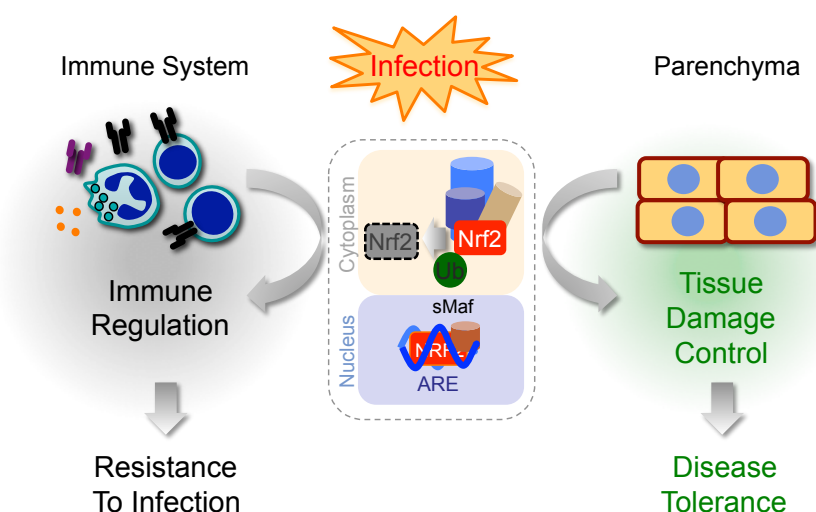 Immune System
Infection
Parenchyma
Cytoplasm
Nrf2
Nrf2
Ub
Immune
Regulation
Tissue
Damage
Control
Nucleus
sMaf
NRF2
ARE
Resistance
To Infection
Disease
Tolerance